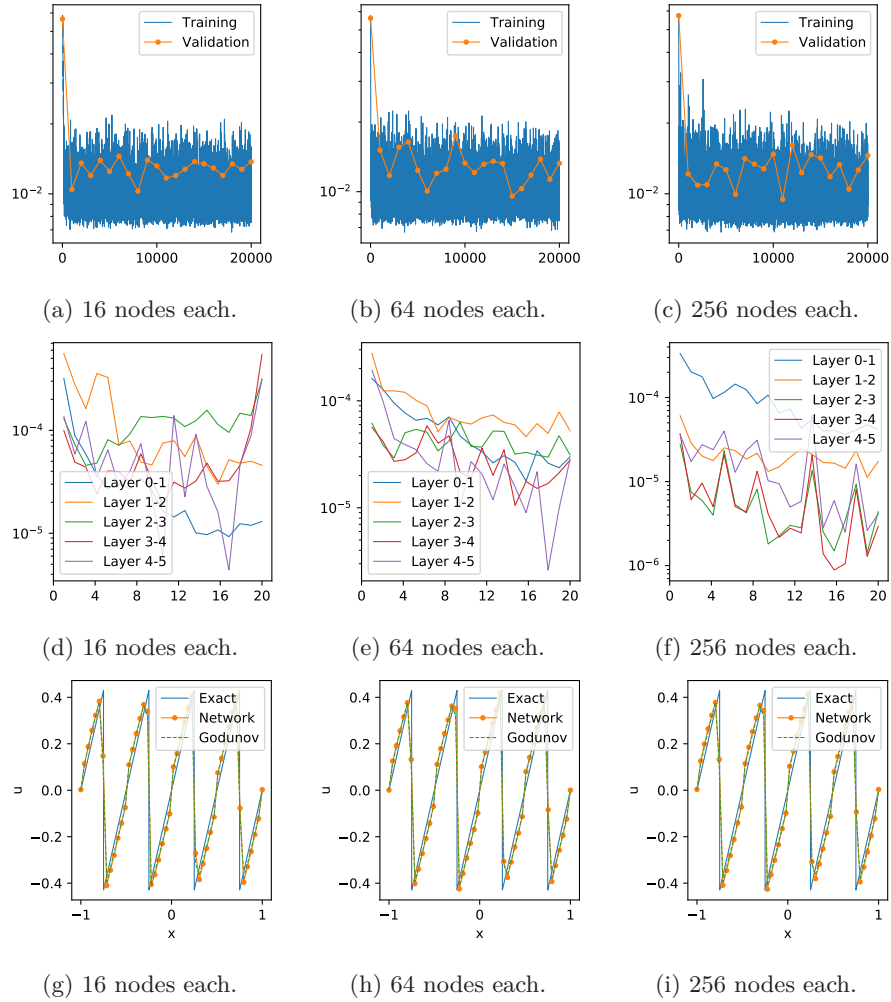 Training
Validation
10⁻²
0 10000 20000
(a) 16 nodes each.
Training
Validation
10⁻²
0 10000 20000
(b) 64 nodes each.
Training
Validation
10⁻²
0 10000 20000
(c) 256 nodes each.
10⁻⁴
10⁻⁵
Layer 0-1
Layer 1-2
Layer 2-3
Layer 3-4
Layer 4-5
1 4 8 12 16 20
(d) 16 nodes each.
10⁻⁴
10⁻⁵
Layer 0-1
Layer 1-2
Layer 2-3
Layer 3-4
Layer 4-5
1 4 8 12 16 20
(e) 64 nodes each.
Layer 0-1
Layer 1-2
Layer 2-3
Layer 3-4
Layer 4-5
10⁻⁴
10⁻⁵
10⁻⁶
1 4 8 12 16 20
(f) 256 nodes each.
Exact
Network
Godunov
0.4
0.2
0.0
−0.2
−0.4
u
−1 0 1
x
(g) 16 nodes each.
Exact
Network
Godunov
0.4
0.2
0.0
−0.2
−0.4
u
−1 0 1
x
(h) 64 nodes each.
Exact
Network
Godunov
0.4
0.2
0.0
−0.2
−0.4
u
−1 0 1
x
(i) 256 nodes each.